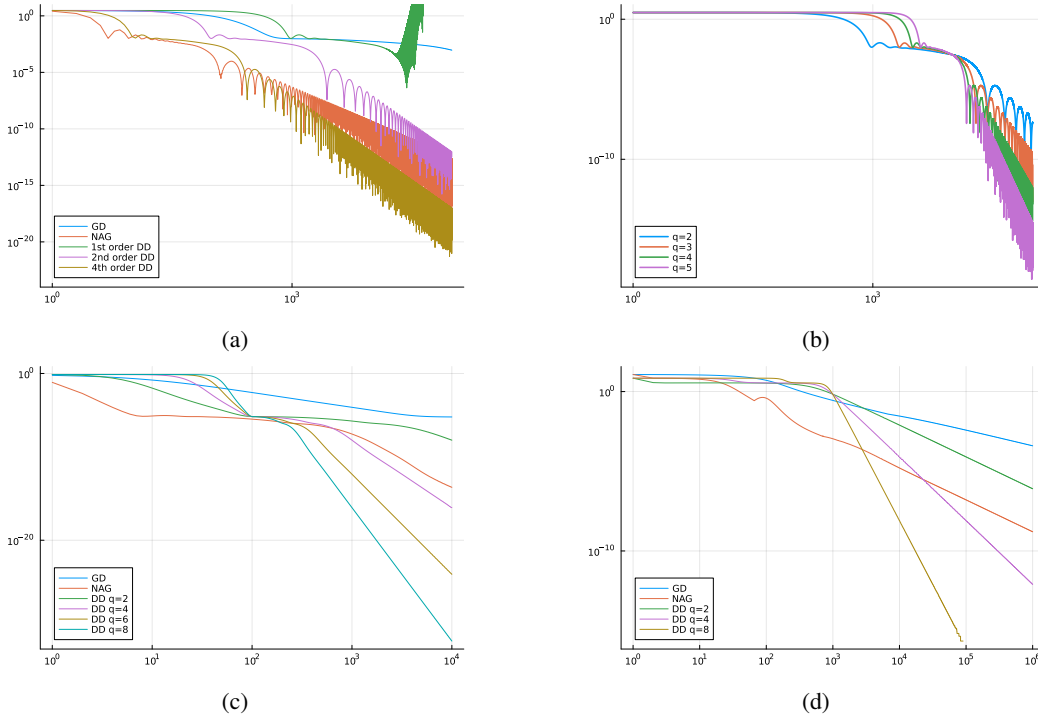 10^0
10^-5
10^-10
10^-15
10^-20
GD
NAG
1st order DD
2nd order DD
4th order DD
10^0
10^3
(a)
10^0
10^-10
q=2
q=3
q=4
q=5
10^0
10^3
(b)
10^0
10^-20
GD
NAG
DD q=2
DD q=4
DD q=6
DD q=8
10^0
10^1
10^2
10^3
10^4
(c)
10^0
10^-10
GD
NAG
DD q=2
DD q=4
DD q=8
10^0
10^1
10^2
10^3
10^4
10^5
10^6
(d)